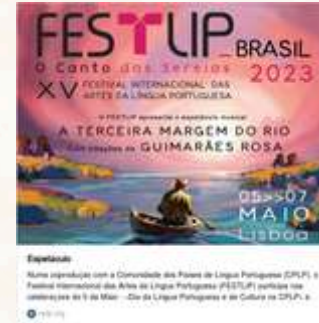 FESTLIP_BRASIL
O Canto das Sereias 2023
XV FESTIVAL INTERNACIONAL DAS
ARTES DA LÍNGUA PORTUGUESA
O FESTLIP apresenta o espetáculo musical
A TERCEIRA MARGEM DO RIO
com citações de GUIMARÃES ROSA
05>>07
MAIO
Lisboa
Espetáculo
Numa coprodução com a Comunidade dos Países de Língua Portuguesa (CPLP), o
Festival Internacional das Artes da Língua Portuguesa (FESTLIP) participa nas
celebrações do 5 de Maio - Dia da Língua Portuguesa e da Cultura na CPLP, a